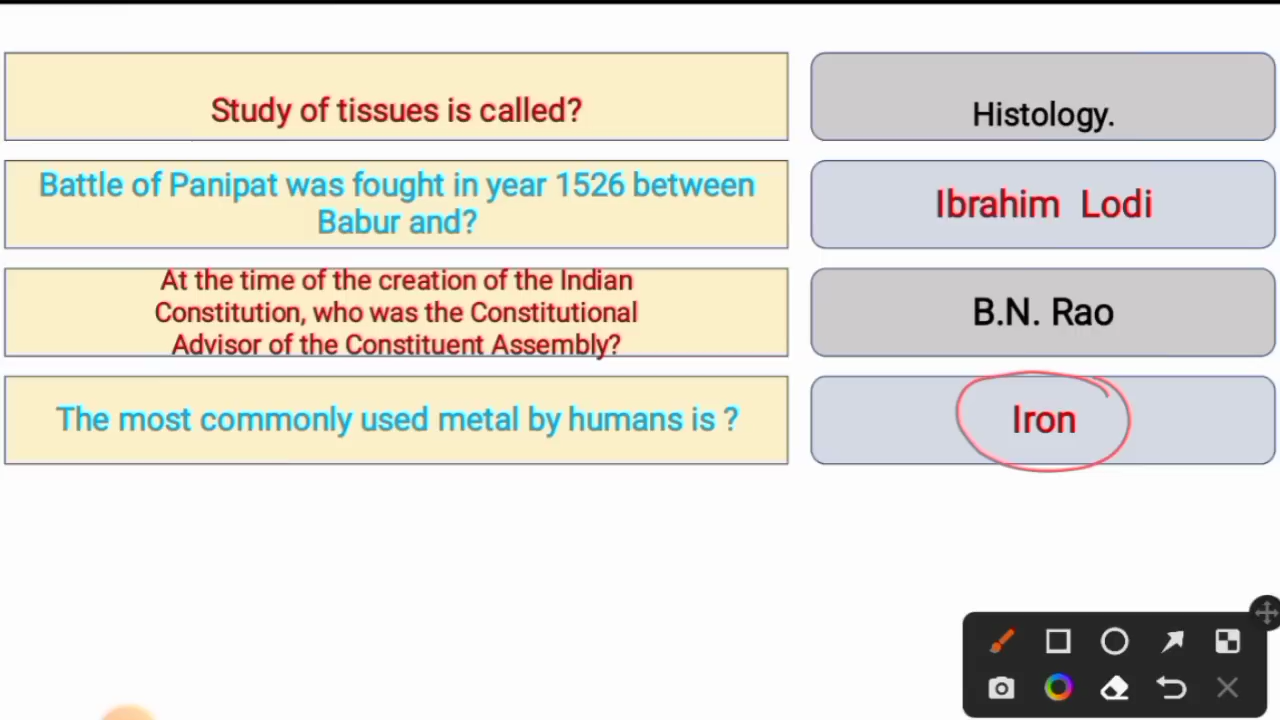 Study of tissues is called?
Histology.
Battle of Panipat was fought in year 1526 between
Babur and?
Ibrahim Lodi
At the time of the creation of the Indian
Constitution, who was the Constitutional
Advisor of the Constituent Assembly?
B.N. Rao
The most commonly used metal by humans is ?
Iron